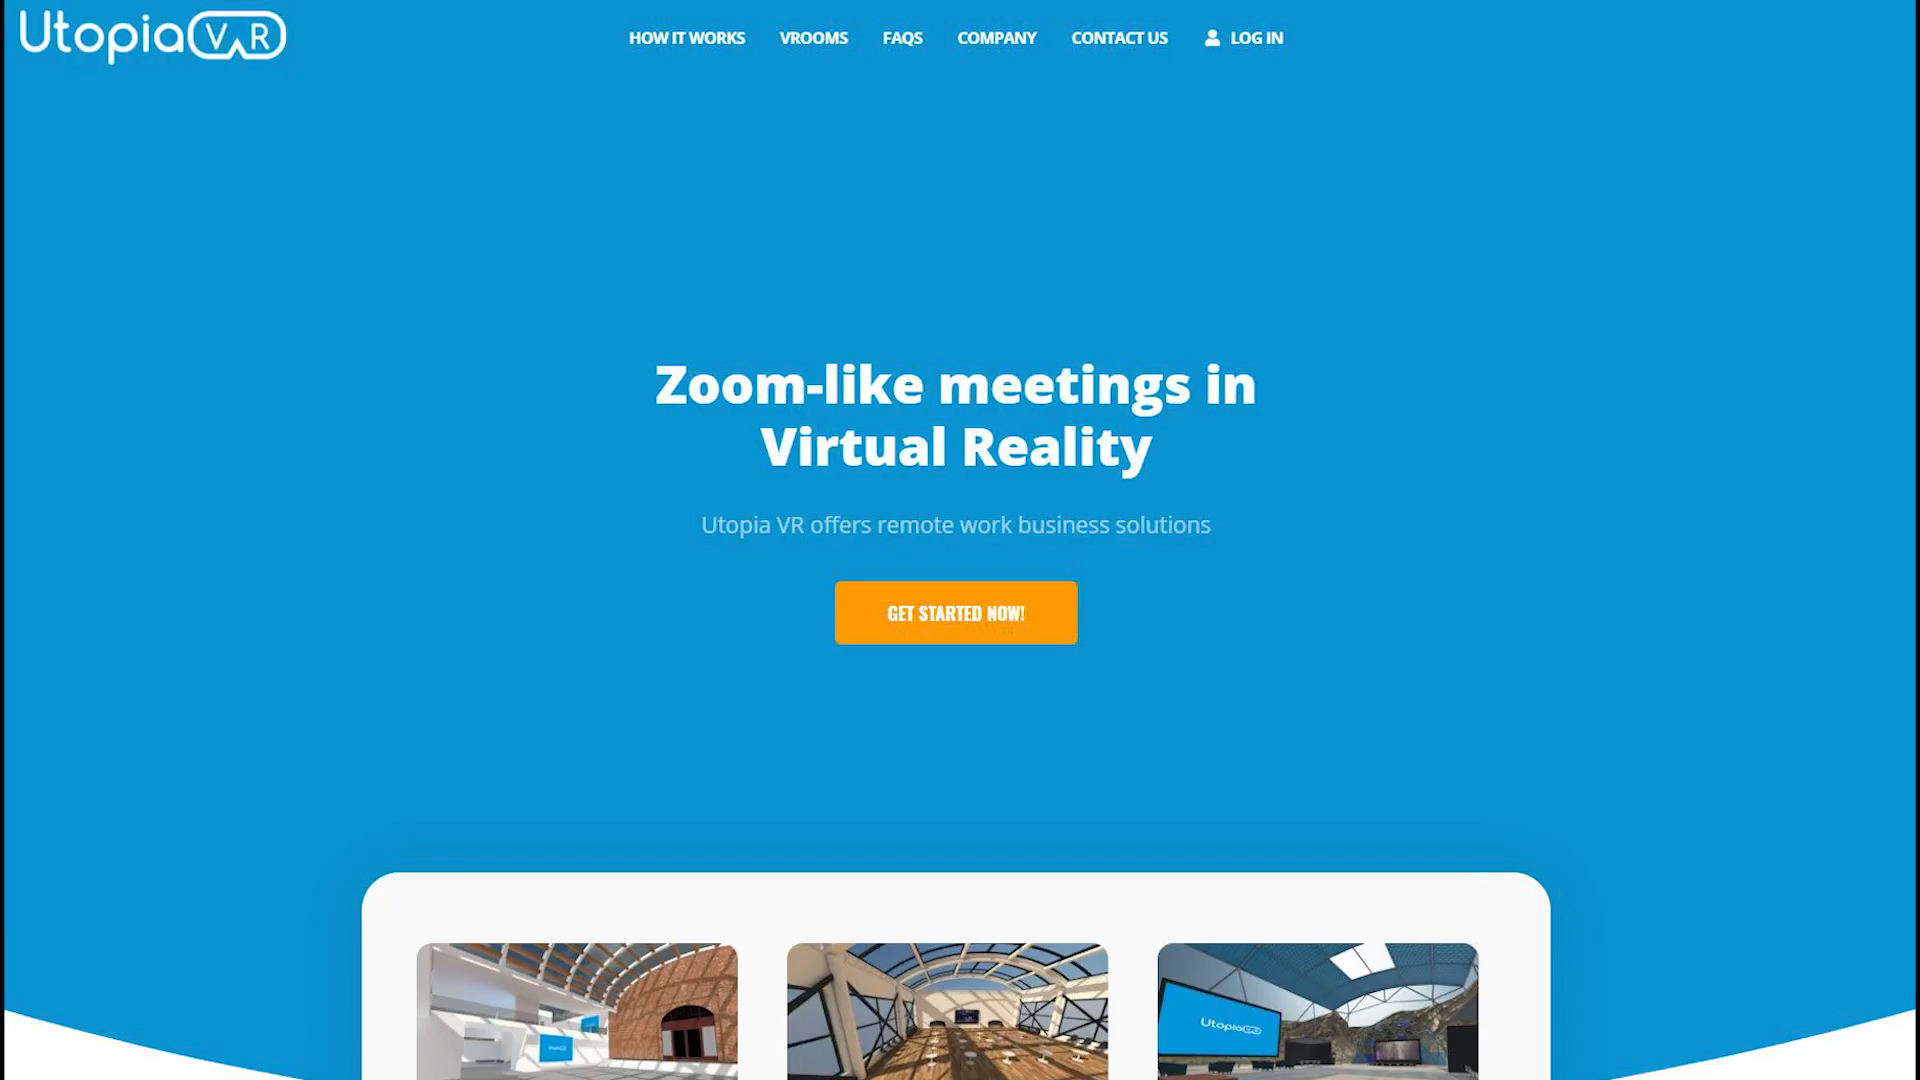 UtopiaVR
HOW IT WORKS VROOMS FAQS COMPANY CONTACT US LOG IN
Zoom-like meetings in
Virtual Reality
Utopia VR offers remote work business solutions
GET STARTED NOW!
UtopiaVR